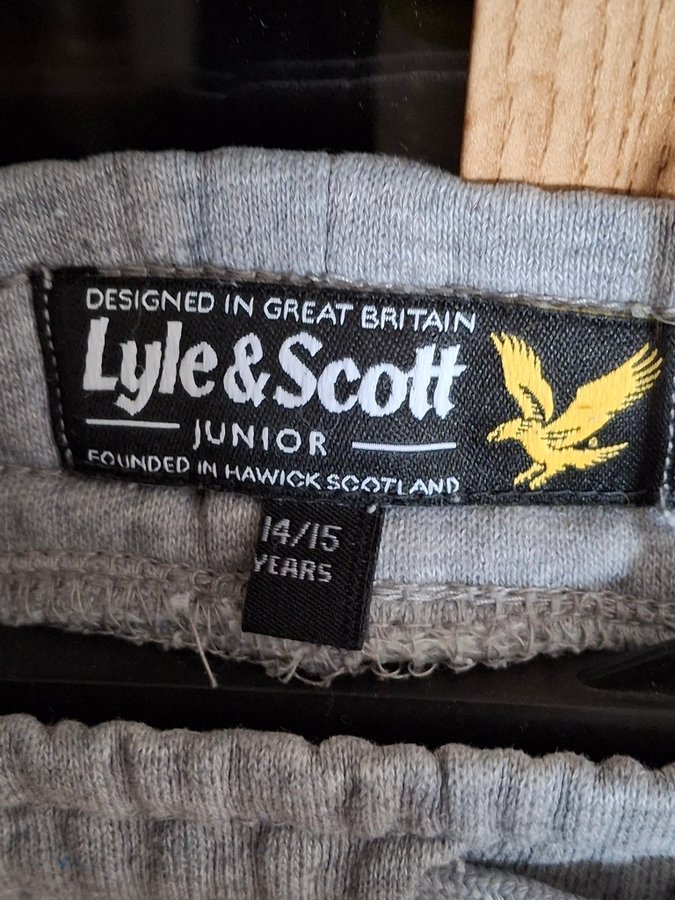 DESIGNED IN GREAT BRITAIN
Lyle&Scott
JUNIOR
FOUNDED IN HAWICK SCOTLAND
14/15
YEARS